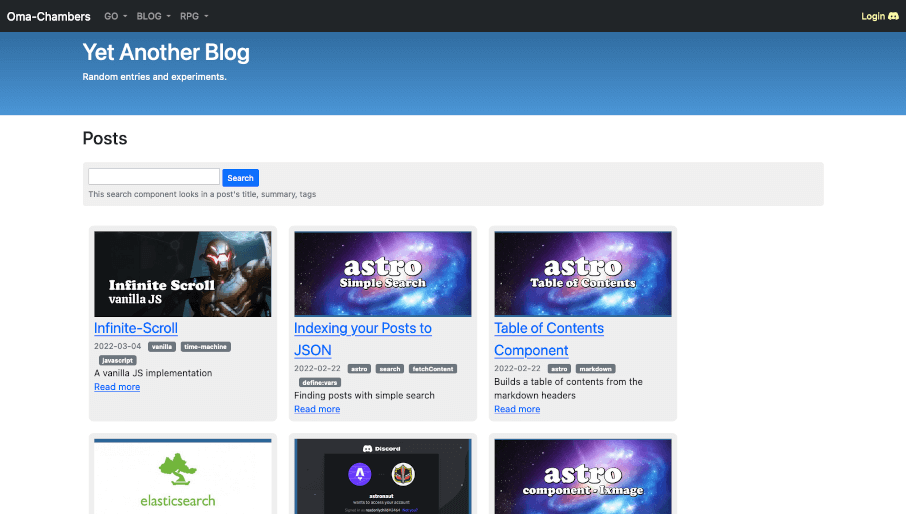 Oma-Chambers GO BLOG RPG Login
Yet Another Blog
Random entries and experiments.
Posts
Search
This search component looks in a post's title, summary, tags
Infinite Scroll
vanilla JS
Infinite-Scroll
2022-03-04 vanilla time-machine
javascript
A vanilla JS implementation
Read more
astro
Simple Search
Indexing your Posts to
JSON
2022-02-22 astro search fetchContent
define:vars
Finding posts with simple search
Read more
astro
Table of Contents
Table of Contents
Component
2022-02-22 astro markdown
Builds a table of contents from the
markdown headers
Read more
elasticsearch
Discord
astronaut
wants to access your account
astro
component - Ixmage